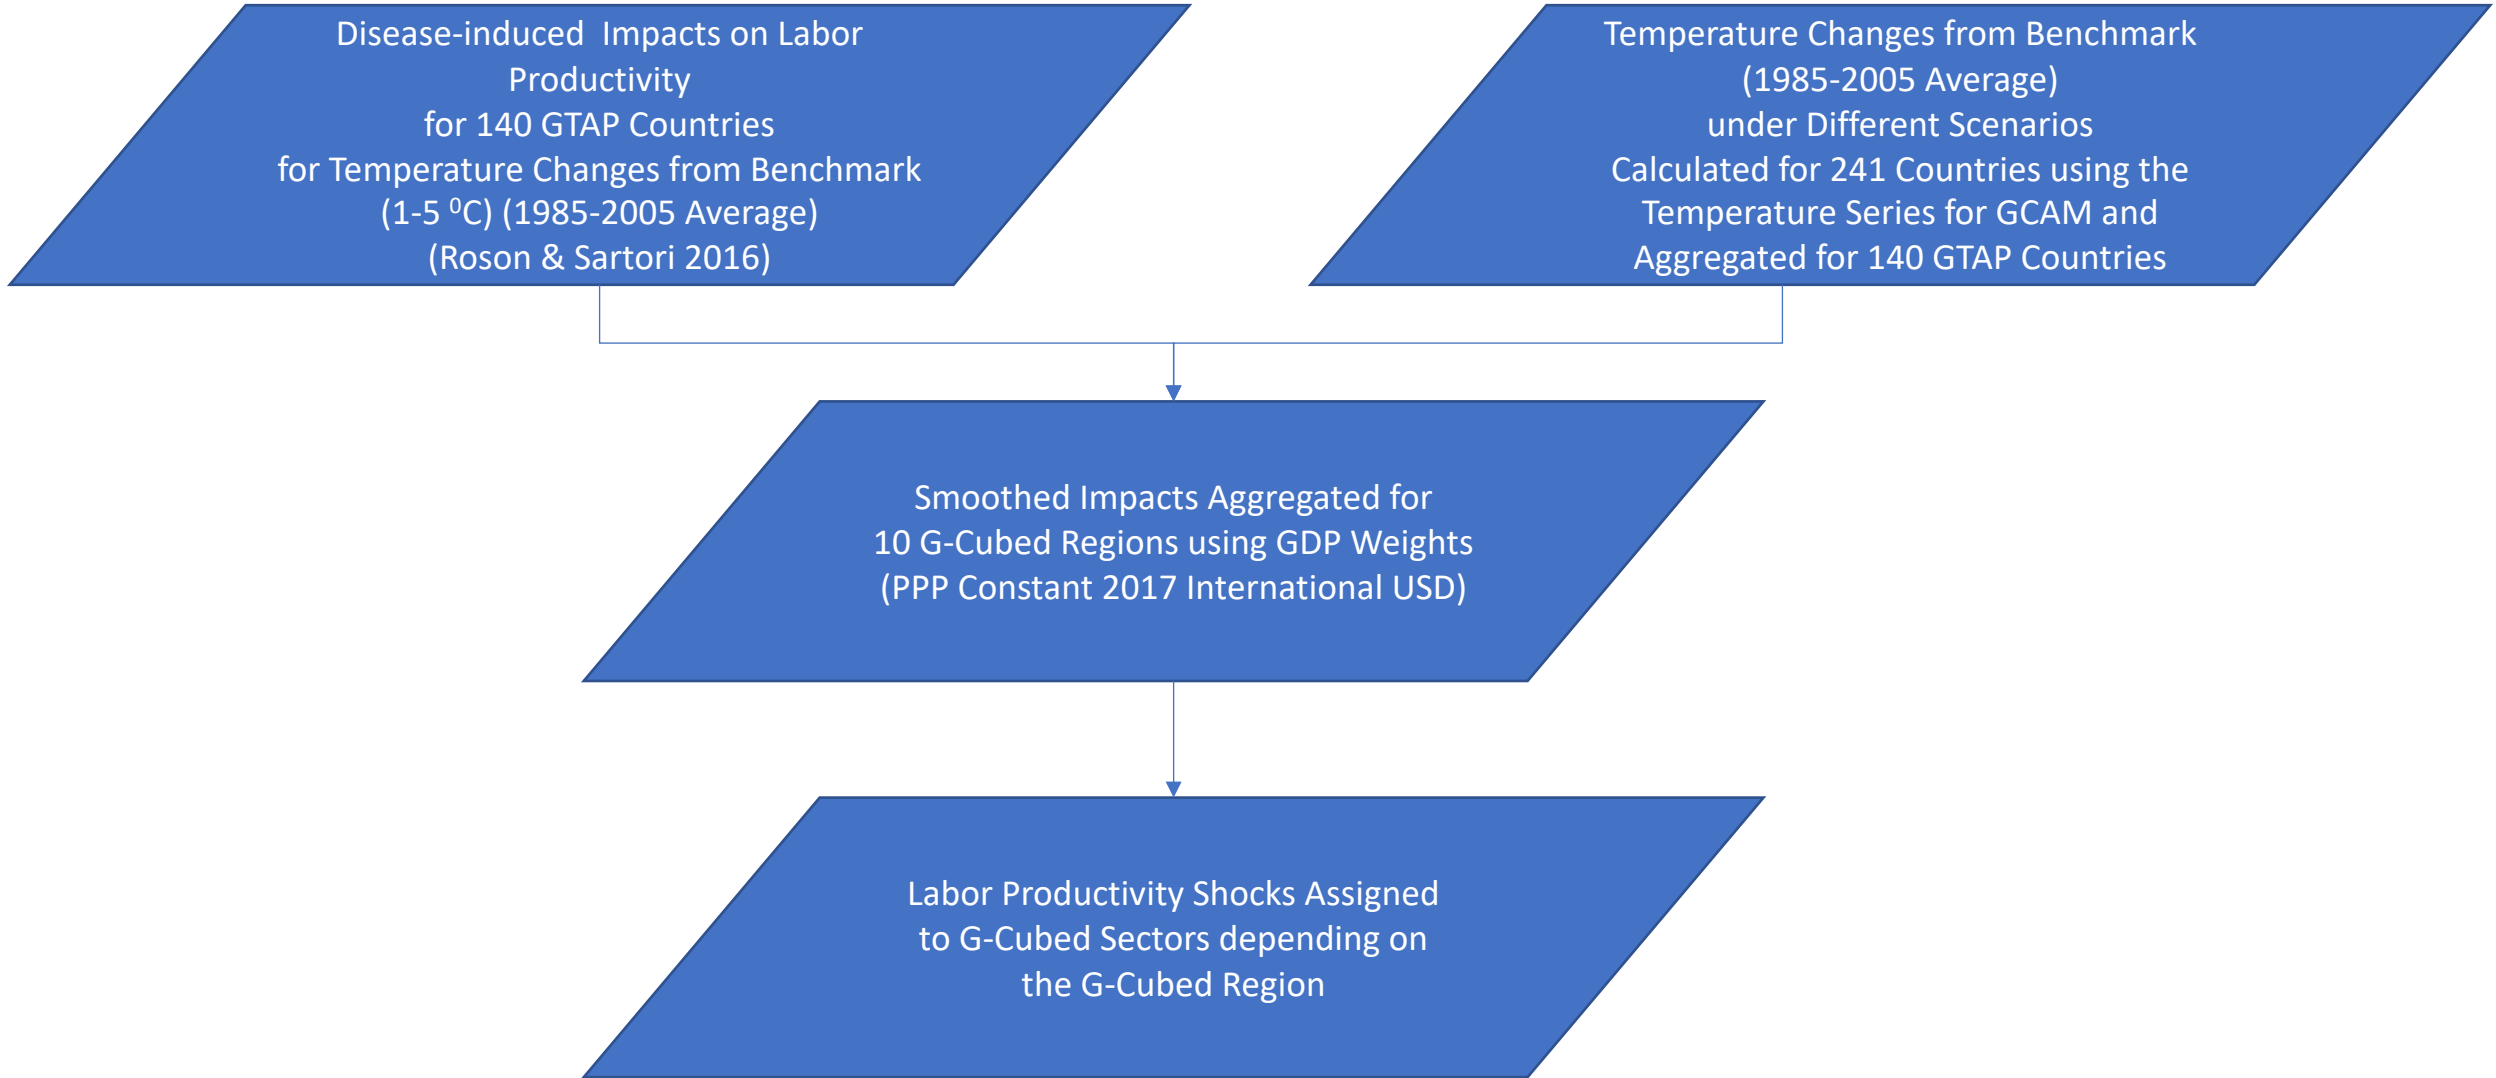 Disease-induced  Impacts on Labor
Productivity
for 140 GTAP Countries
for Temperature Changes from Benchmark
(1-5 ⁰C) (1985-2005 Average)
(Roson & Sartori 2016)
Temperature Changes from Benchmark
(1985-2005 Average)
under Different Scenarios
Calculated for 241 Countries using the
Temperature Series for GCAM and
Aggregated for 140 GTAP Countries
Smoothed Impacts Aggregated for
10 G-Cubed Regions using GDP Weights
(PPP Constant 2017 International USD)
Labor Productivity Shocks Assigned
to G-Cubed Sectors depending on
the G-Cubed Region